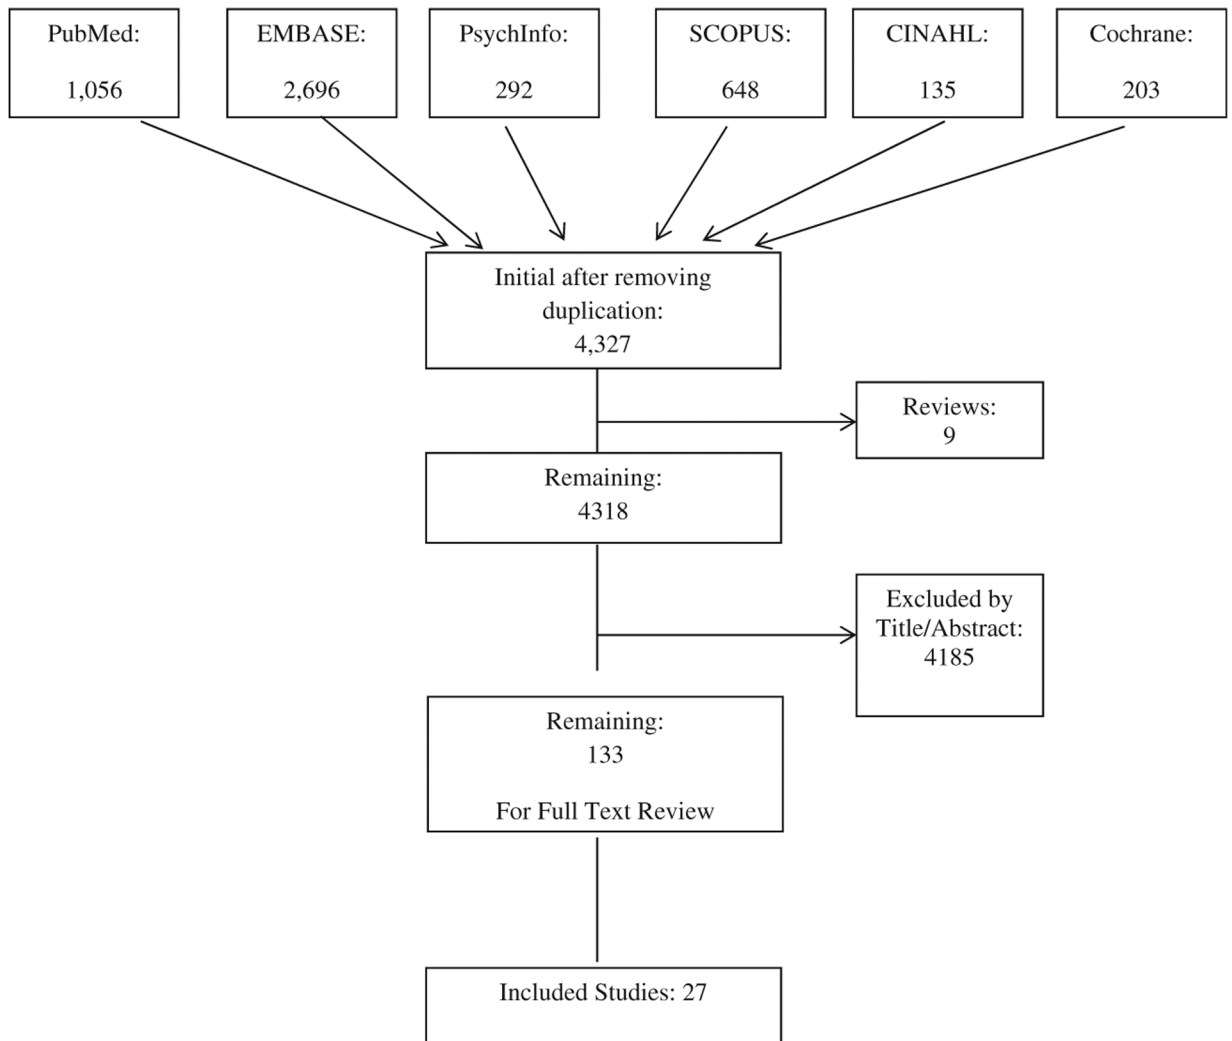 PubMed:
1,056
EMBASE:
2,696
PsychInfo:
292
SCOPUS:
648
CINAHL:
135
Cochrane:
203
Initial after removing
duplication:
4,327
Reviews:
9
Remaining:
4318
Excluded by
Title/Abstract:
4185
Remaining:
133
For Full Text Review
Included Studies: 27